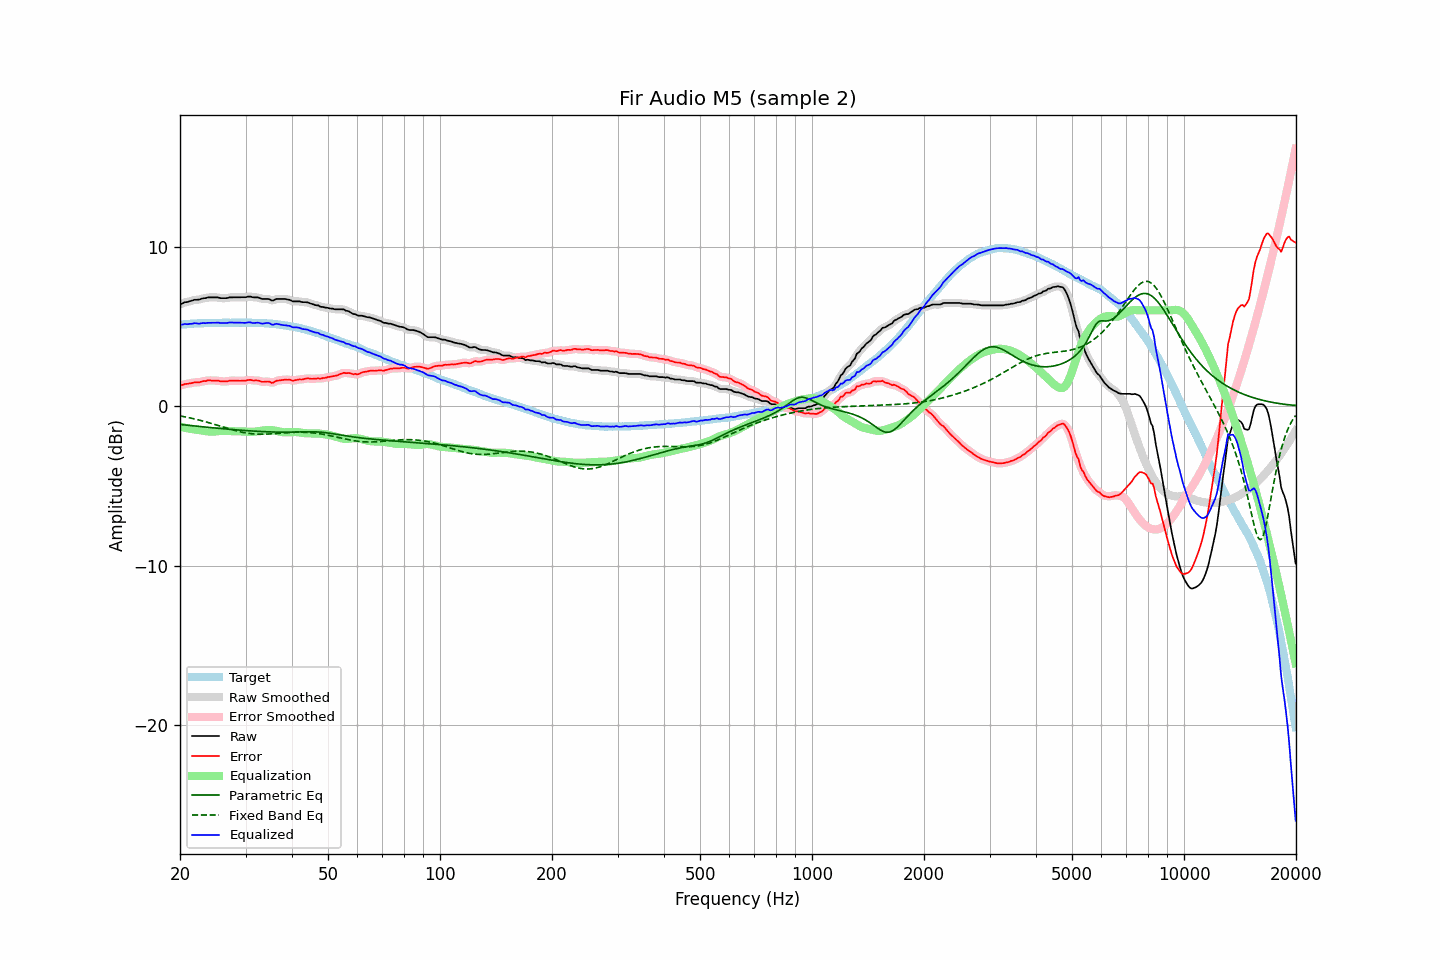 Fir Audio M5 (sample 2)
Amplitude (dBr)
10
0
−10
−20
Target
Raw Smoothed
Error Smoothed
Raw
Error
Equalization
Parametric Eq
Fixed Band Eq
Equalized
20 50 100 200 500 1000 2000 5000 10000 20000
Frequency (Hz)